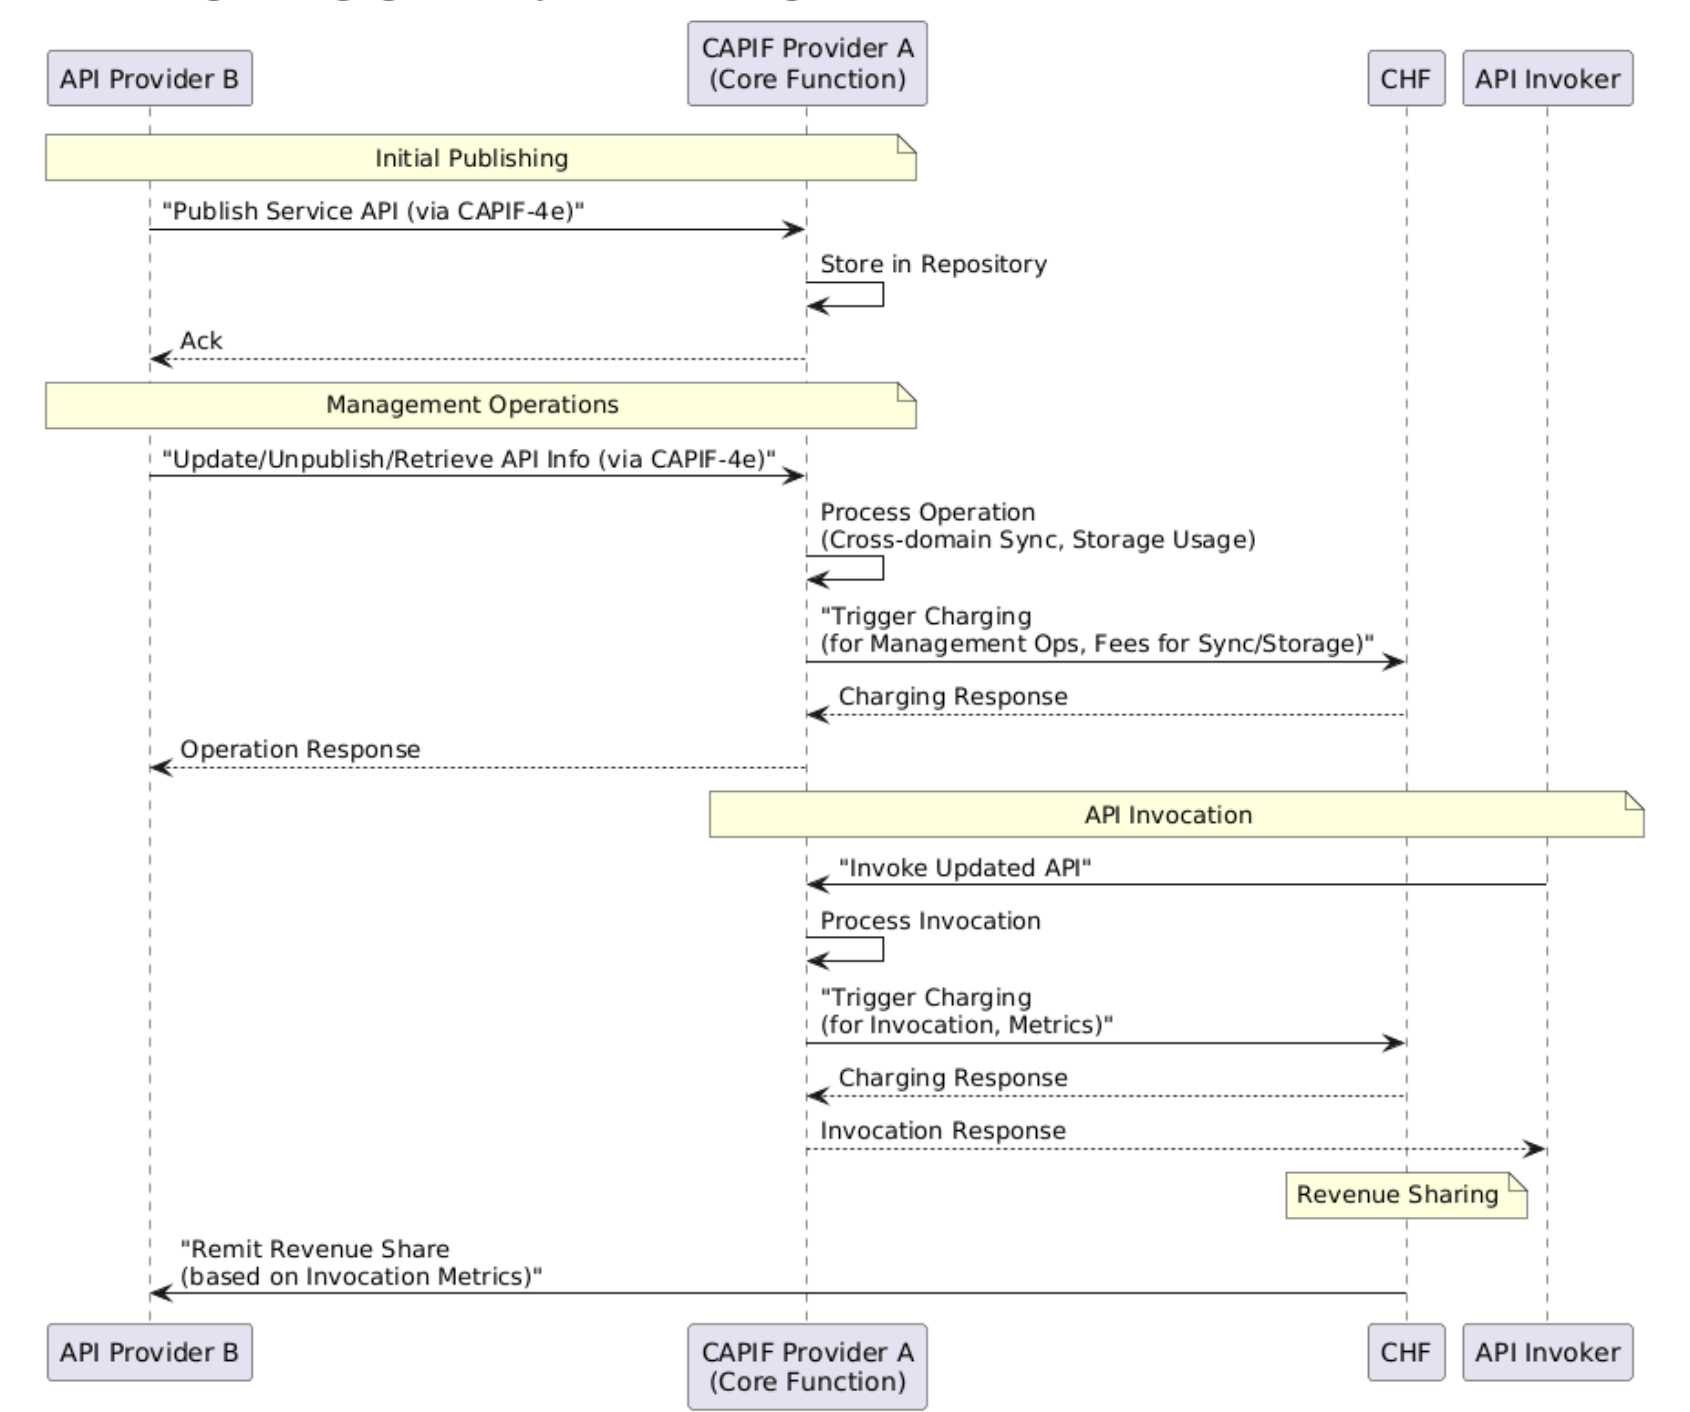 CAPIF Provider A
(Core Function)
API Provider B
CHF
API Invoker
Initial Publishing
"Publish Service API (via CAPIF-4e)"
Store in Repository
Ack
Management Operations
"Update/Unpublish/Retrieve API Info (via CAPIF-4e)"
Process Operation
(Cross-domain Sync, Storage Usage)
"Trigger Charging
(for Management Ops, Fees for Sync/Storage)"
Charging Response
Operation Response
API Invocation
"Invoke Updated API"
Process Invocation
"Trigger Charging
(for Invocation, Metrics)"
Charging Response
Invocation Response
Revenue Sharing
"Remit Revenue Share
(based on Invocation Metrics)"
API Provider B
CAPIF Provider A
(Core Function)
CHF
API Invoker